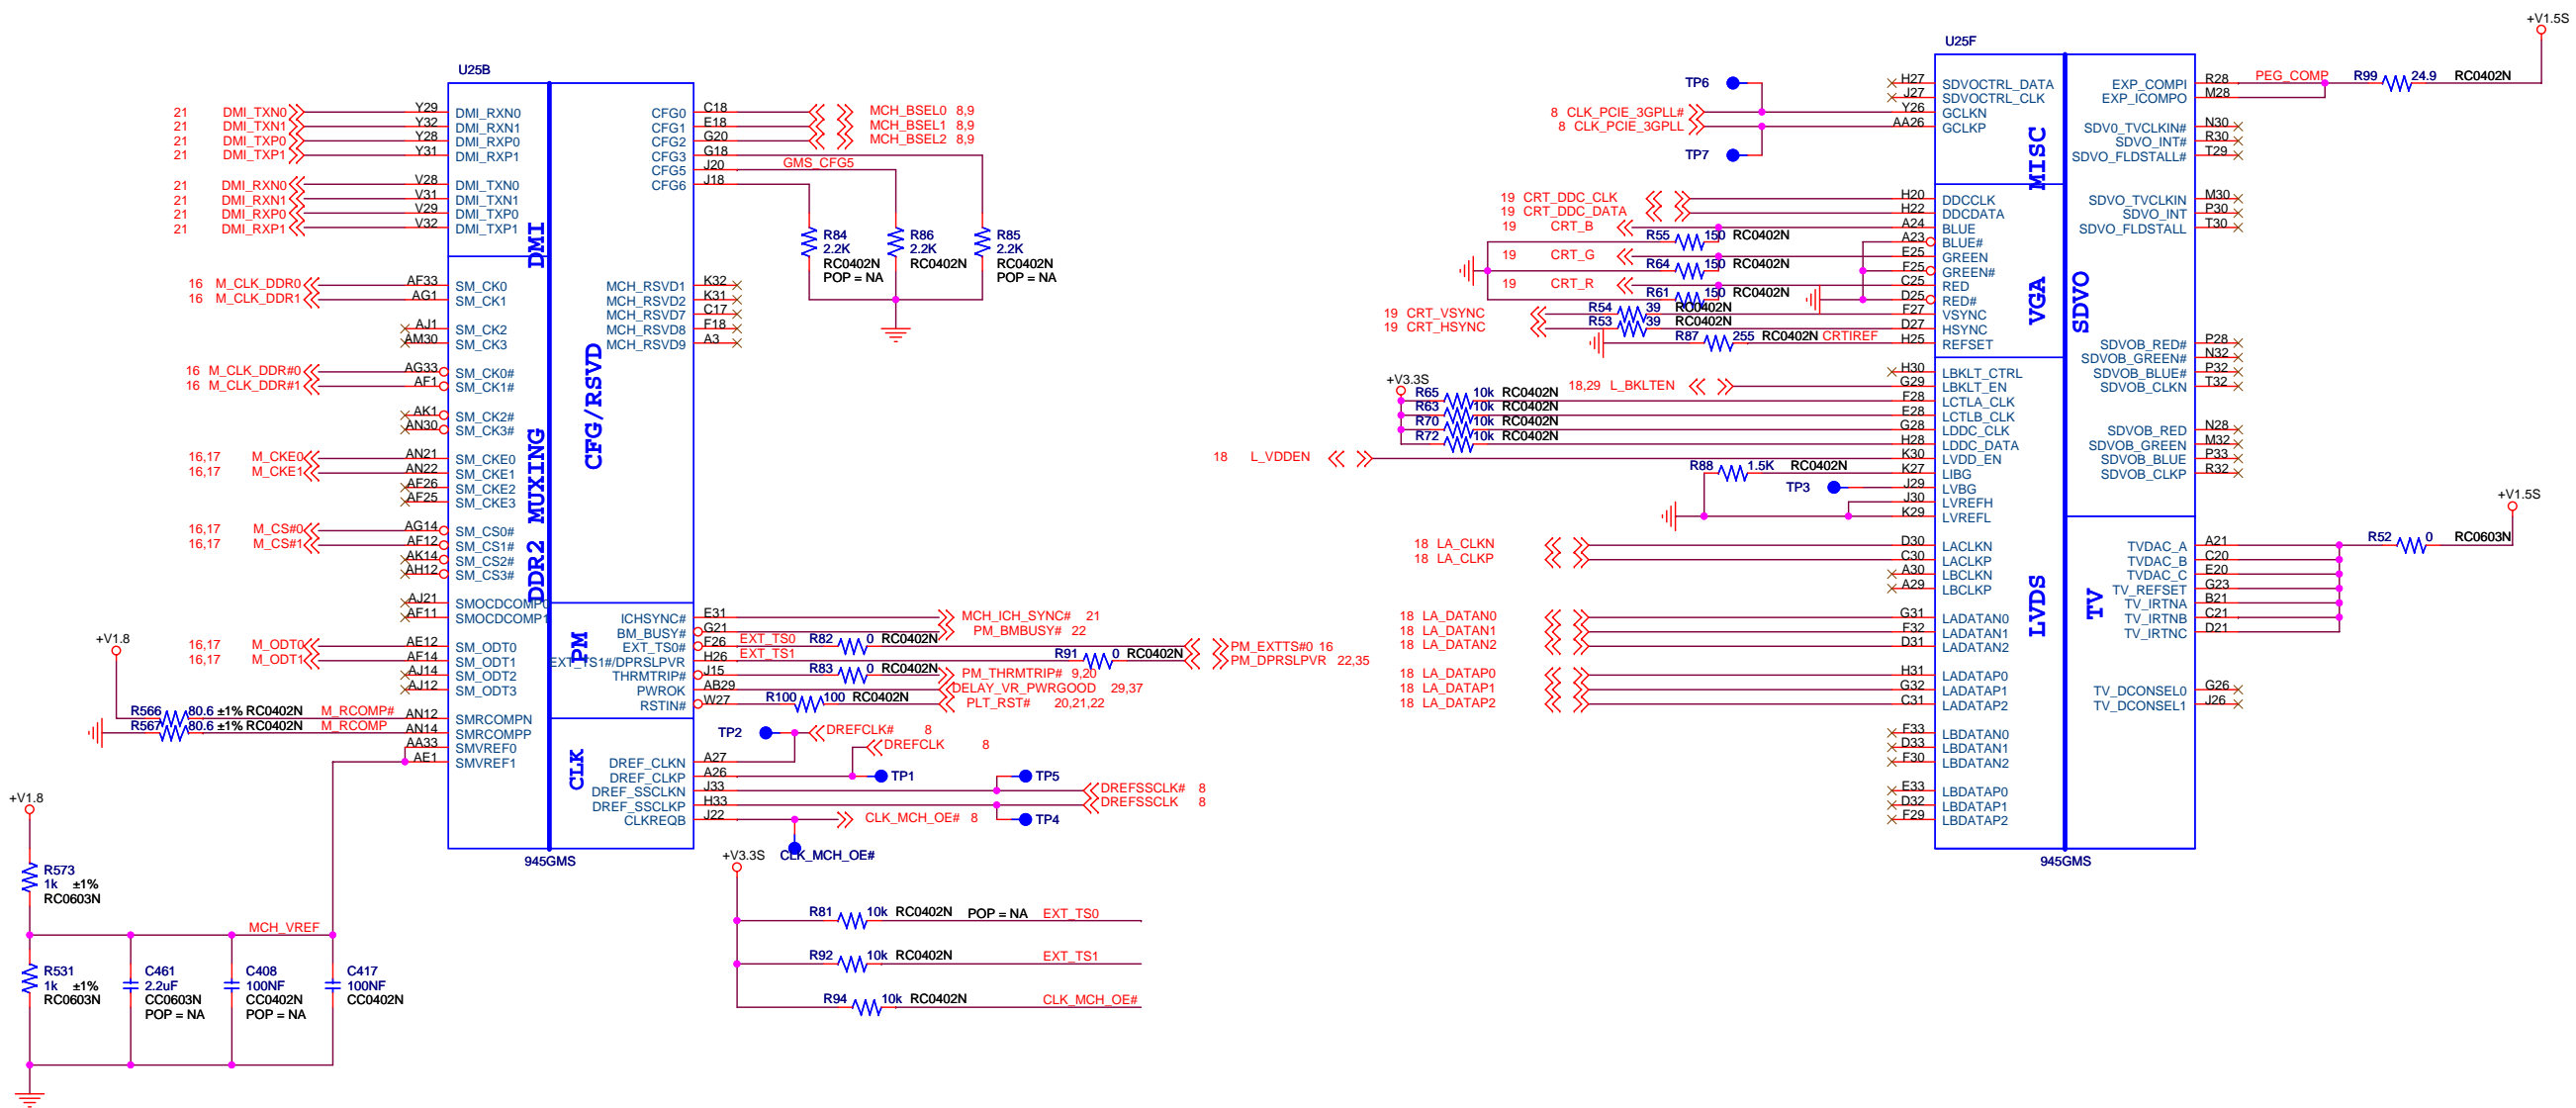 U25B
21 DMI_TXN0 Y29 DMI_RXN0
21 DMI_TXN1 Y32 DMI_RXN1
21 DMI_TXP0 Y28 DMI_RXP0
21 DMI_TXP1 Y31 DMI_RXP1
21 DMI_RXN0 V28 DMI_TXN0
21 DMI_RXN1 V31 DMI_TXN1
21 DMI_RXP0 V29 DMI_TXP0
21 DMI_RXP1 V32 DMI_TXP1
DMI
16 M_CLK_DDR0 AF33 SM_CK0
16 M_CLK_DDR1 AG1 SM_CK1
AJ1 SM_CK2
AM30 SM_CK3
16 M_CLK_DDR#0 AG33 SM_CK0#
16 M_CLK_DDR#1 AF1 SM_CK1#
AK1 SM_CK2#
AN30 SM_CK3#
16,17 M_CKE0 AN21 SM_CKE0
16,17 M_CKE1 AN22 SM_CKE1
AF26 SM_CKE2
AF25 SM_CKE3
16,17 M_CS#0 AG14 SM_CS0#
16,17 M_CS#1 AF12 SM_CS1#
AK14 SM_CS2#
AH12 SM_CS3#
DDR2 MUXING
AJ21 SMOCDCOMP0
AF11 SMOCDCOMP1
16,17 M_ODT0 AE12 SM_ODT0
16,17 M_ODT1 AF14 SM_ODT1
AJ14 SM_ODT2
AJ12 SM_ODT3
+V1.8
R566 80.6 ±1% RC0402N M_RCOMP# AN12 SMRCOMPN
R567 80.6 ±1% RC0402N M_RCOMP AN14 SMRCOMPP
AA33 SMVREF0
AE1 SMVREF1
CFG0 C18 MCH_BSEL0 8,9
CFG1 E18 MCH_BSEL1 8,9
CFG2 G20 MCH_BSEL2 8,9
CFG3 G18
CFG5 J20 GMS_CFG5
CFG6 J18
R84
2.2K
RC0402N
POP = NA
R86
2.2K
RC0402N
R85
2.2K
RC0402N
POP = NA
MCH_RSVD1 K32
MCH_RSVD2 K31
MCH_RSVD7 C17
MCH_RSVD8 F18
MCH_RSVD9 A3
CFG/RSVD
ICHSYNC# E31 MCH_ICH_SYNC# 21
BM_BUSY# G21 PM_BMBUSY# 22
EXT_TS0# F26 EXT_TS0 R82 0 RC0402N PM_EXTTS#0 16
EXT_TS1#/DPRSLPVR H26 EXT_TS1 R91 0 RC0402N PM_DPRSLPVR 22,35
THRMTRIP# J15 R83 0 RC0402N PM_THRMTRIP# 9,20
PWROK AB29 DELAY_VR_PWRGOOD 29,37
RSTIN# W27 R100 100 RC0402N PLT_RST# 20,21,22
PM
TP2 DREFCLK# 8
DREFCLK 8
DREF_CLKN A27
DREF_CLKP A26 TP1 TP5
DREF_SSCLKN J33 DREFSSCLK# 8
DREF_SSCLKP H33 DREFSSCLK 8
CLKREQB J22 CLK_MCH_OE# 8 TP4
CLK
CLK_MCH_OE#
945GMS
+V1.8
R573
1k ±1%
RC0603N
MCH_VREF
R531
1k ±1%
RC0603N
C461
2.2uF
CC0603N
POP = NA
C408
100NF
CC0402N
POP = NA
C417
100NF
CC0402N
+V3.3S
R81 10k RC0402N POP = NA EXT_TS0
R92 10k RC0402N EXT_TS1
R94 10k RC0402N CLK_MCH_OE#
U25F
H27 SDVOCTRL_DATA
J27 SDVOCTRL_CLK
TP6
8 CLK_PCIE_3GPLL# Y26 GCLKN
8 CLK_PCIE_3GPLL AA26 GCLKP
TP7
MISC
19 CRT_DDC_CLK H20 DDCCLK
19 CRT_DDC_DATA H22 DDCDATA
19 CRT_B A24 BLUE
R55 150 RC0402N A23 BLUE#
19 CRT_G E25 GREEN
R64 150 RC0402N F25 GREEN#
19 CRT_R C25 RED
R61 150 RC0402N D25 RED#
19 CRT_VSYNC R54 39 RC0402N F27 VSYNC
19 CRT_HSYNC R53 39 RC0402N D27 HSYNC
R87 255 RC0402N CRTIREF H25 REFSET
VGA
H30 LBKLT_CTRL
18,29 L_BKLTEN G29 LBKLT_EN
+V3.3S
R65 10k RC0402N F28 LCTLA_CLK
R63 10k RC0402N E28 LCTLB_CLK
R70 10k RC0402N G28 LDDC_CLK
R72 10k RC0402N H28 LDDC_DATA
18 L_VDDEN K30 LVDD_EN
R88 1.5K RC0402N K27 LIBG
TP3 J29 LVBG
J30 LVREFH
K29 LVREFL
18 LA_CLKN D30 LACLKN
18 LA_CLKP C30 LACLKP
A30 LBCLKN
A29 LBCLKP
18 LA_DATAN0 G31 LADATAN0
18 LA_DATAN1 F32 LADATAN1
18 LA_DATAN2 D31 LADATAN2
LVDS
18 LA_DATAP0 H31 LADATAP0
18 LA_DATAP1 G32 LADATAP1
18 LA_DATAP2 C31 LADATAP2
F33 LBDATAN0
D33 LBDATAN1
F30 LBDATAN2
E33 LBDATAP0
D32 LBDATAP1
F29 LBDATAP2
945GMS
+V1.5S
EXP_COMPI R28 PEG_COMP R99 24.9 RC0402N
EXP_ICOMPO M28
SDV0_TVCLKIN# N30
SDVO_INT# R30
SDVO_FLDSTALL# T29
SDVO_TVCLKIN M30
SDVO_INT P30
SDVO_FLDSTALL T30
SDVO
SDVOB_RED# P28
SDVOB_GREEN# N32
SDVOB_BLUE# P32
SDVOB_CLKN T32
SDVOB_RED N28
SDVOB_GREEN M32
SDVOB_BLUE P33
SDVOB_CLKP R32
+V1.5S
TVDAC_A A21 R52 0 RC0603N
TVDAC_B C20
TVDAC_C E20
TV_REFSET G23
TV_IRTNA B21
TV_IRTNB C21
TV_IRTNC D21
TV
TV_DCONSEL0 G26
TV_DCONSEL1 J26